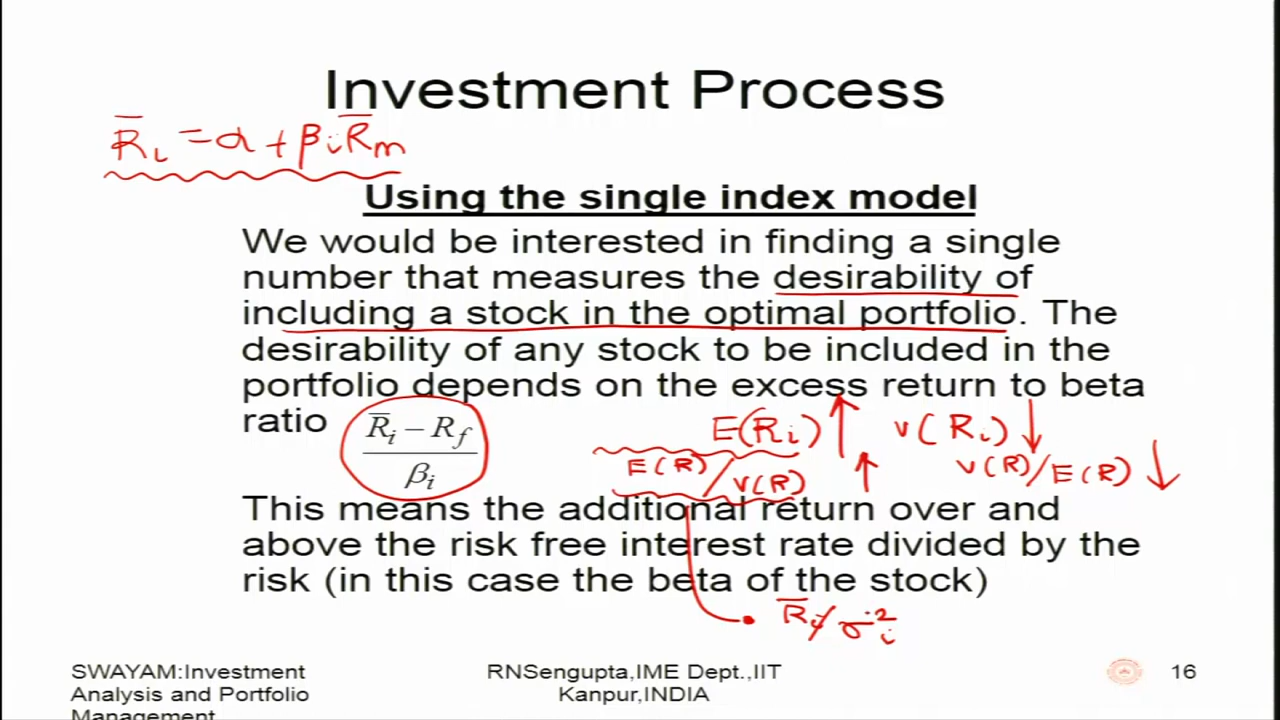 Investment Process
R̄i = α + βi R̄m
Using the single index model
We would be interested in finding a single
number that measures the desirability of
including a stock in the optimal portfolio. The
desirability of any stock to be included in the
portfolio depends on the excess return to beta
ratio (R̄i − Rf) / βi
E(Ri) ↑ V(Ri) ↓
E(R)/V(R) ↑ V(R)/E(R) ↓
This means the additional return over and
above the risk free interest rate divided by the
risk (in this case the beta of the stock)
R̄i/σi²
SWAYAM:Investment
Analysis and Portfolio
Management
RNSengupta,IME Dept.,IIT
Kanpur,INDIA
16